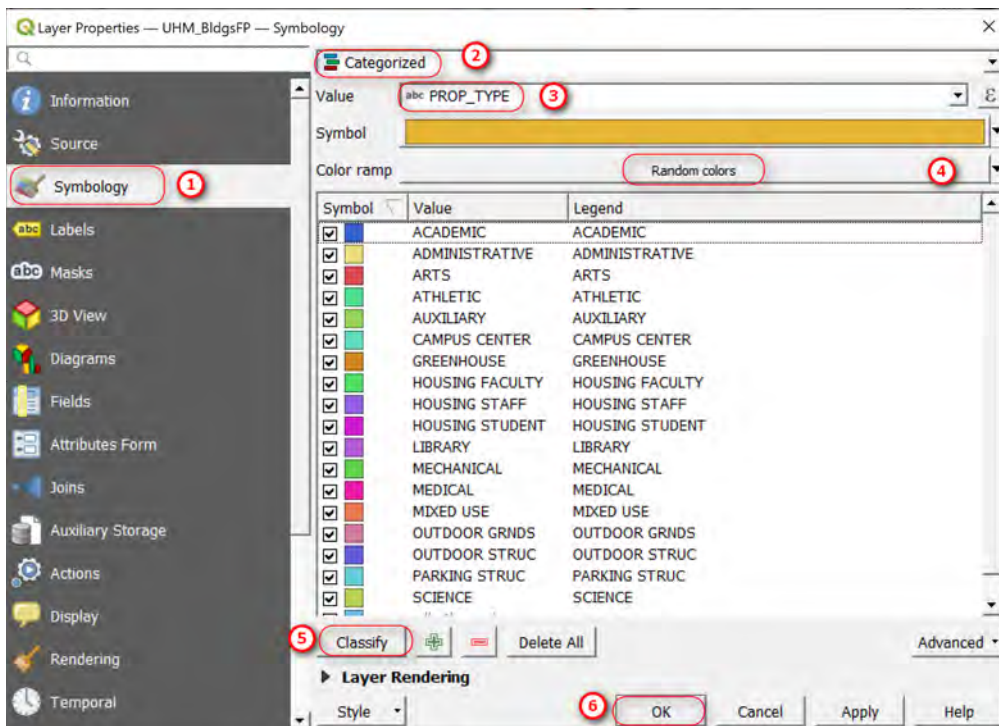 Layer Properties — UHM_BldgsFP — Symbology
Information
Source
Symbology
1
Labels
Masks
3D View
Diagrams
Fields
Attributes Form
Joins
Auxiliary Storage
Actions
Display
Rendering
Temporal
Categorized
2
Value
abc PROP_TYPE
3
ε
Symbol
Color ramp
Random colors
4
Symbol Value Legend
ACADEMIC ACADEMIC
ADMINISTRATIVE ADMINISTRATIVE
ARTS ARTS
ATHLETIC ATHLETIC
AUXILIARY AUXILIARY
CAMPUS CENTER CAMPUS CENTER
GREENHOUSE GREENHOUSE
HOUSING FACULTY HOUSING FACULTY
HOUSING STAFF HOUSING STAFF
HOUSING STUDENT HOUSING STUDENT
LIBRARY LIBRARY
MECHANICAL MECHANICAL
MEDICAL MEDICAL
MIXED USE MIXED USE
OUTDOOR GRNDS OUTDOOR GRNDS
OUTDOOR STRUC OUTDOOR STRUC
PARKING STRUC PARKING STRUC
SCIENCE SCIENCE
5
Classify
Delete All
Advanced
Layer Rendering
Style
6
OK
Cancel
Apply
Help